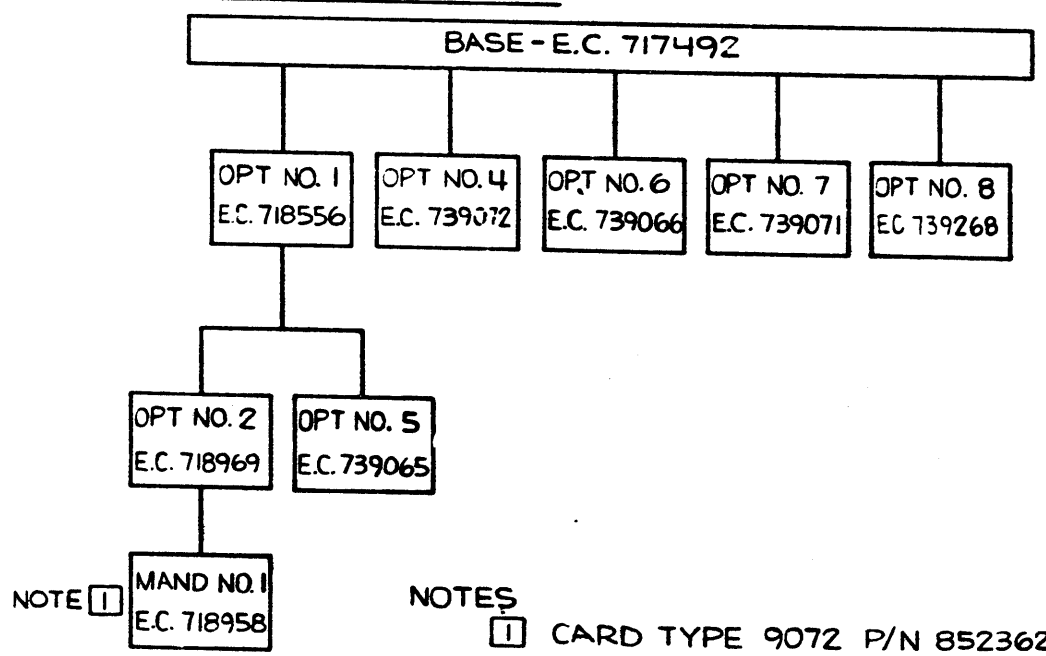 BASE - E.C. 717492
OPT NO. 1
E.C. 718556
OPT NO. 4
E.C. 739072
OPT NO. 6
E.C. 739066
OPT NO. 7
E.C. 739071
OPT NO. 8
EC 739268
OPT NO. 2
E.C. 718969
OPT NO. 5
E.C. 739065
NOTE 1
MAND NO. 1
E.C. 718958
NOTES
1 CARD TYPE 9072 P/N 852362